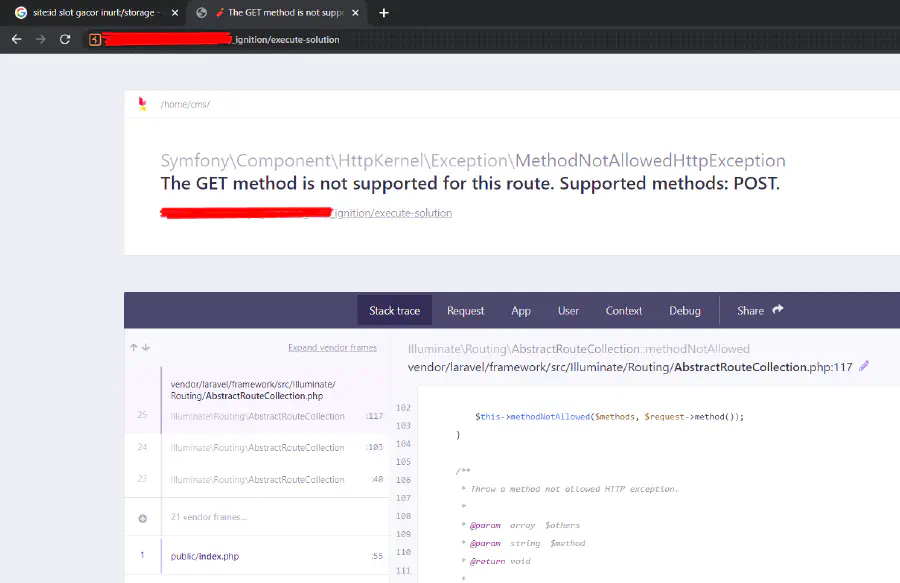 site:id slot gacor inurl:/storage -
The GET method is not suppo
_ignition/execute-solution
/home/cms/
Symfony\Component\HttpKernel\Exception\MethodNotAllowedHttpException
The GET method is not supported for this route. Supported methods: POST.
_ignition/execute-solution
Stack trace Request App User Context Debug Share
Expand vendor frames
vendor/laravel/framework/src/Illuminate/
Routing/AbstractRouteCollection.php
25 Illuminate\Routing\AbstractRouteCollection :117
24 Illuminate\Routing\AbstractRouteCollection :103
23 Illuminate\Routing\AbstractRouteCollection :40
21 vendor frames...
1 public/index.php :55
Illuminate\Routing\AbstractRouteCollection::methodNotAllowed
vendor/laravel/framework/src/Illuminate/Routing/AbstractRouteCollection.php:117
102 $this->methodNotAllowed($methods, $request->method());
103 }
104
105 /**
106 * Throw a method not allowed HTTP exception.
107 *
108 * @param array $others
109 * @param string $method
110 * @return void
111 *